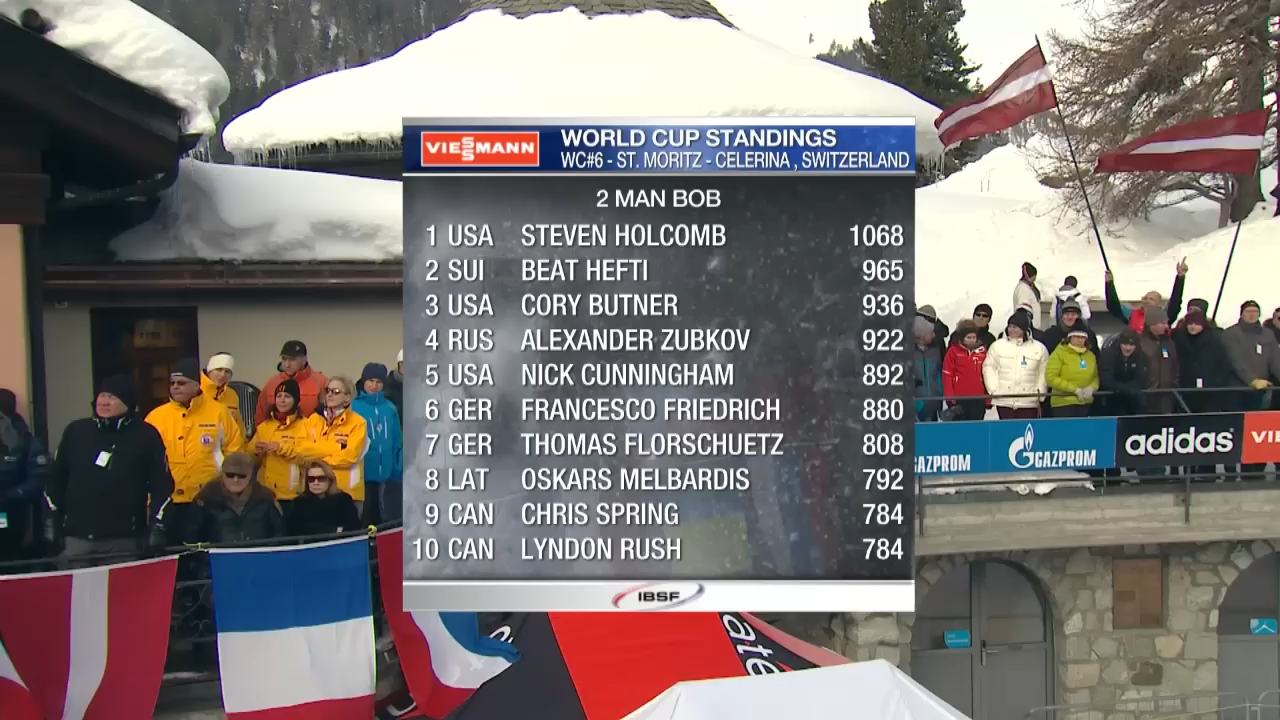 VIESSMANN
WORLD CUP STANDINGS
WC#6 - ST. MORITZ - CELERINA , SWITZERLAND
2 MAN BOB
1 USA STEVEN HOLCOMB 1068
2 SUI BEAT HEFTI 965
3 USA CORY BUTNER 936
4 RUS ALEXANDER ZUBKOV 922
5 USA NICK CUNNINGHAM 892
6 GER FRANCESCO FRIEDRICH 880
7 GER THOMAS FLORSCHUETZ 808
8 LAT OSKARS MELBARDIS 792
9 CAN CHRIS SPRING 784
10 CAN LYNDON RUSH 784
IBSF
GAZPROM
GAZPROM
adidas
VIE
ate